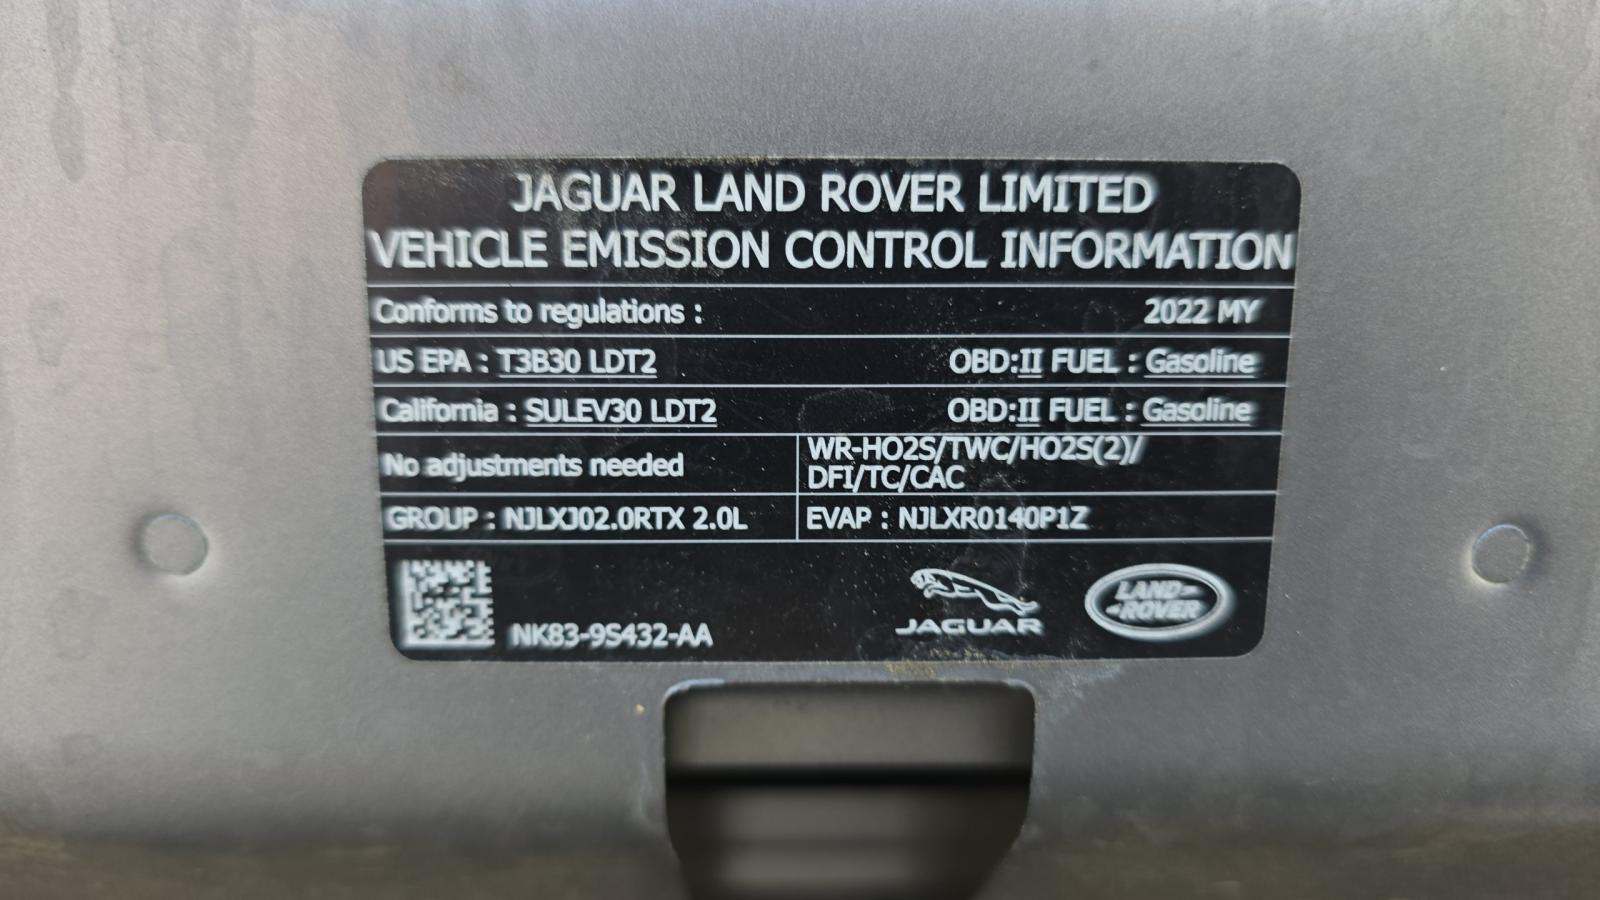 JAGUAR LAND ROVER LIMITED
VEHICLE EMISSION CONTROL INFORMATION
Conforms to regulations : 2022 MY
US EPA : T3B30 LDT2 OBD:II FUEL : Gasoline
California : SULEV30 LDT2 OBD:II FUEL : Gasoline
No adjustments needed
WR-HO2S/TWC/HO2S(2)/
DFI/TC/CAC
GROUP : NJLXJ02.0RTX 2.0L EVAP : NJLXR0140P1Z
NK83-9S432-AA
JAGUAR
LAND
ROVER